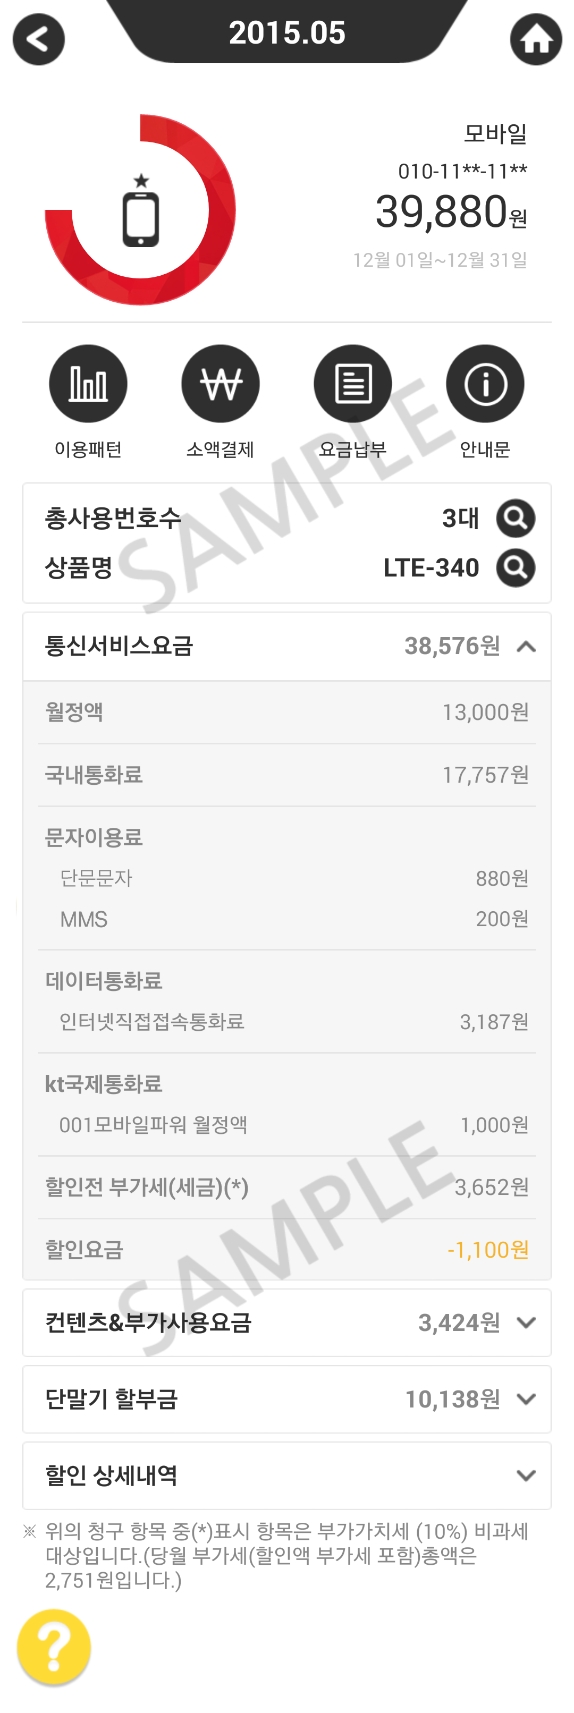 2015.05
모바일
010-11**-11**
39,880원
12월 01일~12월 31일
이용패턴 소액결제 요금납부 안내문
총사용번호수 3대
상품명 LTE-340
SAMPLE
통신서비스요금 38,576원
월정액 13,000원
국내통화료 17,757원
문자이용료
단문문자 880원
MMS 200원
데이터통화료
인터넷직접접속통화료 3,187원
kt국제통화료
001모바일파워 월정액 1,000원
할인전 부가세(세금)(*) 3,652원
할인요금 -1,100원
SAMPLE
컨텐츠&부가사용요금 3,424원
단말기 할부금 10,138원
할인 상세내역
※ 위의 청구 항목 중(*)표시 항목은 부가가치세 (10%) 비과세
대상입니다.(당월 부가세(할인액 부가세 포함)총액은
2,751원입니다.)
?